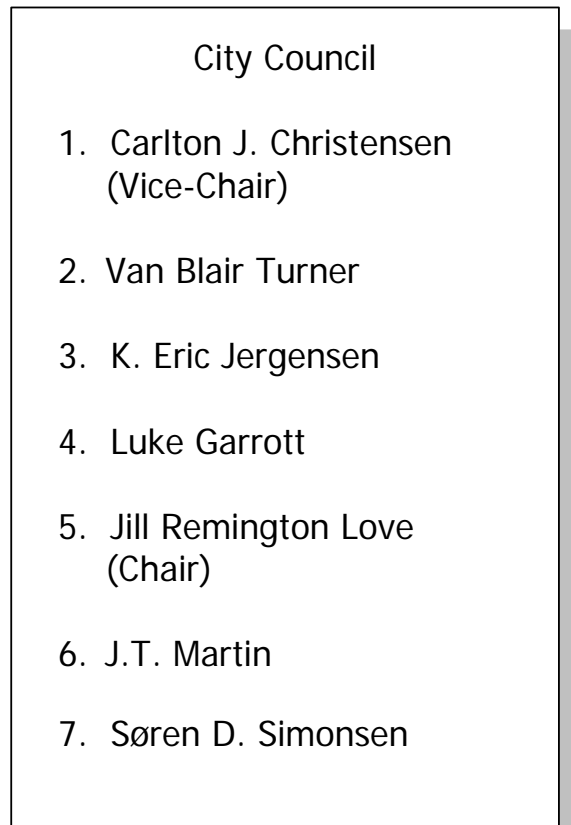 City Council
1. Carlton J. Christensen
(Vice-Chair)
2. Van Blair Turner
3. K. Eric Jergensen
4. Luke Garrott
5. Jill Remington Love
(Chair)
6. J.T. Martin
7. Søren D. Simonsen